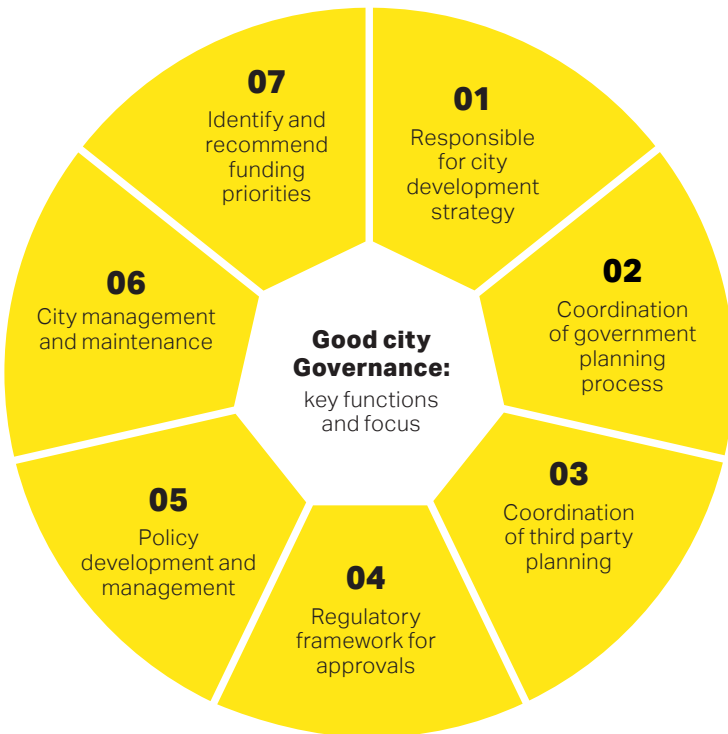 Good city
Governance:
key functions
and focus
01
Responsible
for city
development
strategy
02
Coordination
of government
planning
process
03
Coordination
of third party
planning
04
Regulatory
framework for
approvals
05
Policy
development and
management
06
City management
and maintenance
07
Identify and
recommend
funding
priorities